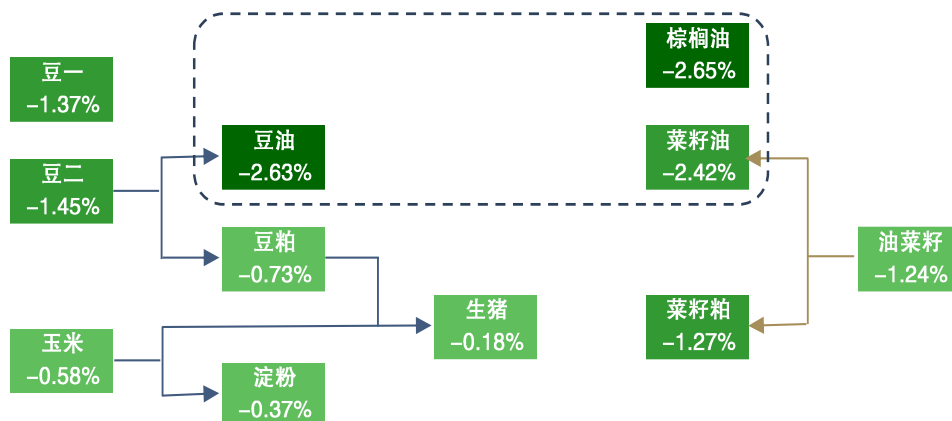 棕榈油
-2.65%
豆一
-1.37%
豆油
-2.63%
菜籽油
-2.42%
豆二
-1.45%
豆粕
-0.73%
油菜籽
-1.24%
生猪
-0.18%
菜籽粕
-1.27%
玉米
-0.58%
淀粉
-0.37%